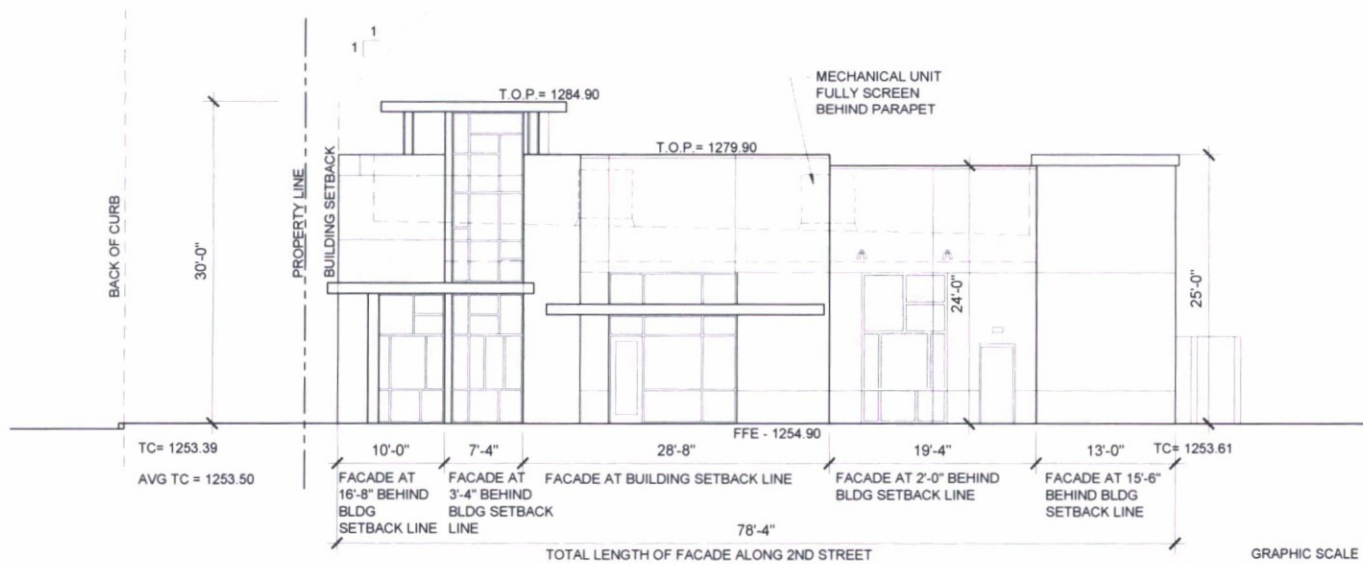 1
1
MECHANICAL UNIT
FULLY SCREEN
BEHIND PARAPET
T.O.P.= 1284.90
T.O.P.= 1279.90
BACK OF CURB
30'-0"
PROPERTY LINE
BUILDING SETBACK
24'-0"
25'-0"
FFE - 1254.90
TC= 1253.39
10'-0"
7'-4"
28'-8"
19'-4"
13'-0"
TC= 1253.61
AVG TC = 1253.50
FACADE AT
16'-8" BEHIND
BLDG
SETBACK LINE
FACADE AT
3'-4" BEHIND
BLDG SETBACK
LINE
FACADE AT BUILDING SETBACK LINE
FACADE AT 2'-0" BEHIND
BLDG SETBACK LINE
FACADE AT 15'-6"
BEHIND BLDG
SETBACK LINE
78'-4"
TOTAL LENGTH OF FACADE ALONG 2ND STREET
GRAPHIC SCALE